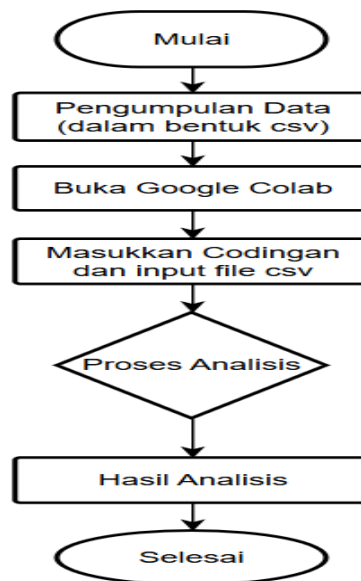 Mulai
Pengumpulan Data
(dalam bentuk csv)
Buka Google Colab
Masukkan Codingan
dan input file csv
Proses Analisis
Hasil Analisis
Selesai